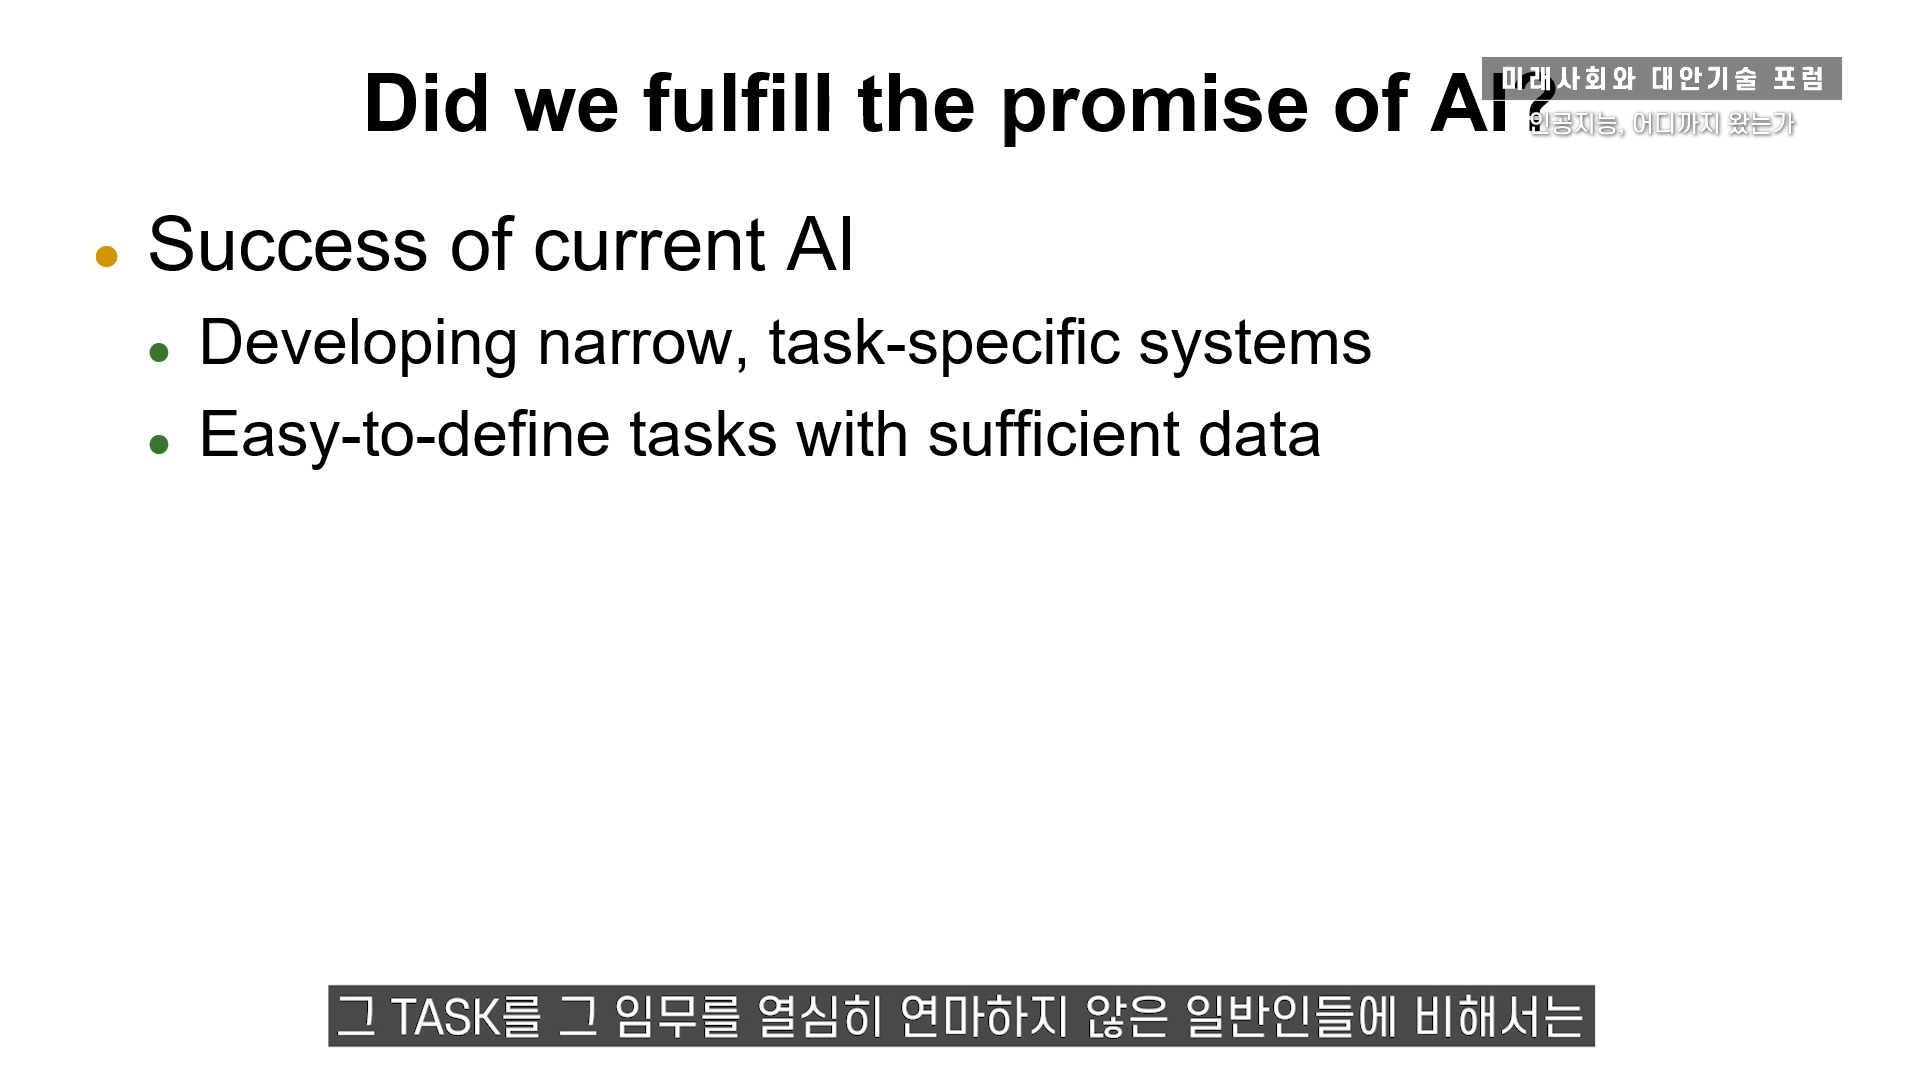 Did we fulfill the promise of AI?
미래사회와 대안기술 포럼
인공지능, 어디까지 왔는가
Success of current AI
Developing narrow, task-specific systems
Easy-to-define tasks with sufficient data
그 TASK를 그 임무를 열심히 연마하지 않은 일반인들에 비해서는